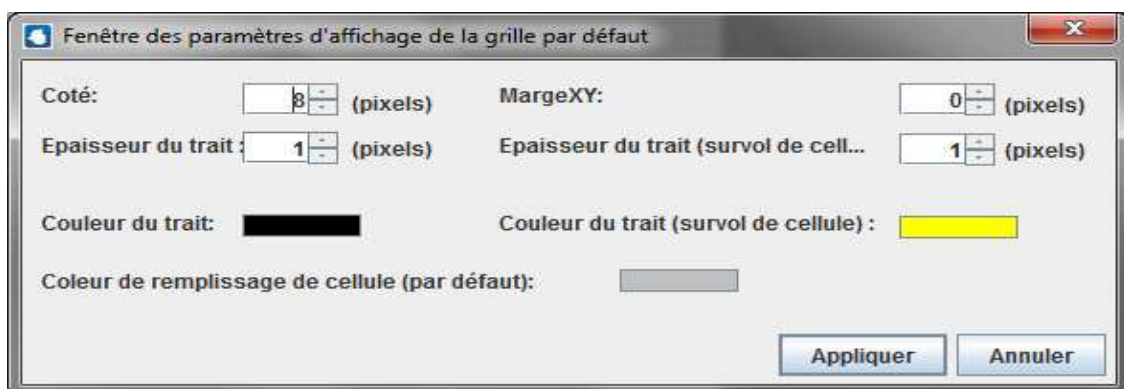 Fenêtre des paramètres d'affichage de la grille par défaut
Coté: 8 (pixels) MargeXY: 0 (pixels)
Epaisseur du trait : 1 (pixels) Epaisseur du trait (survol de cell... 1 (pixels)
Couleur du trait: Couleur du trait (survol de cellule) :
Coleur de remplissage de cellule (par défaut):
Appliquer Annuler